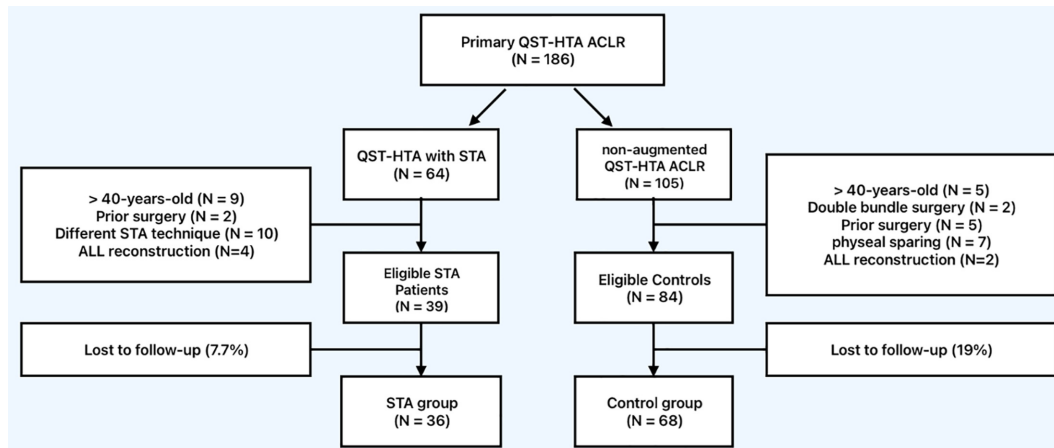 Primary QST-HTA ACLR
(N = 186)
QST-HTA with STA
(N = 64)
non-augmented
QST-HTA ACLR
(N = 105)
> 40-years-old (N = 9)
Prior surgery (N = 2)
Different STA technique (N = 10)
ALL reconstruction (N=4)
> 40-years-old (N = 5)
Double bundle surgery (N = 2)
Prior surgery (N = 5)
physeal sparing (N = 7)
ALL reconstruction (N=2)
Eligible STA
Patients
(N = 39)
Eligible Controls
(N = 84)
Lost to follow-up (7.7%)
Lost to follow-up (19%)
STA group
(N = 36)
Control group
(N = 68)